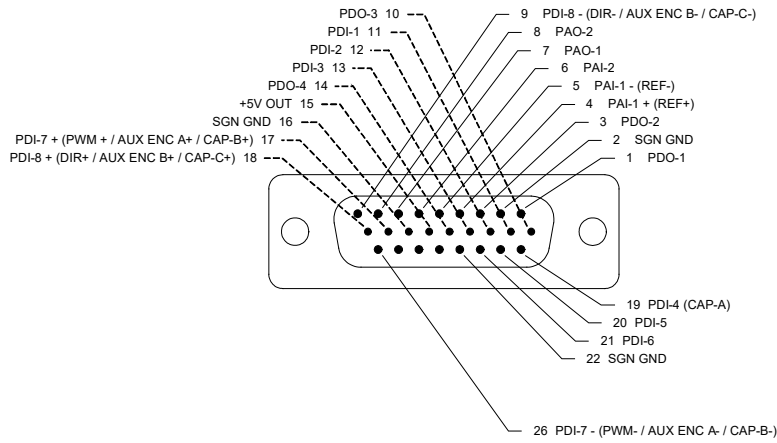 PDO-3 10
PDI-1 11
PDI-2 12
PDI-3 13
PDO-4 14
+5V OUT 15
SGN GND 16
PDI-7 + (PWM + / AUX ENC A+ / CAP-B+) 17
PDI-8 + (DIR+ / AUX ENC B+ / CAP-C+) 18
9 PDI-8 - (DIR- / AUX ENC B- / CAP-C-)
8 PAO-2
7 PAO-1
6 PAI-2
5 PAI-1 - (REF-)
4 PAI-1 + (REF+)
3 PDO-2
2 SGN GND
1 PDO-1
19 PDI-4 (CAP-A)
20 PDI-5
21 PDI-6
22 SGN GND
26 PDI-7 - (PWM- / AUX ENC A- / CAP-B-)